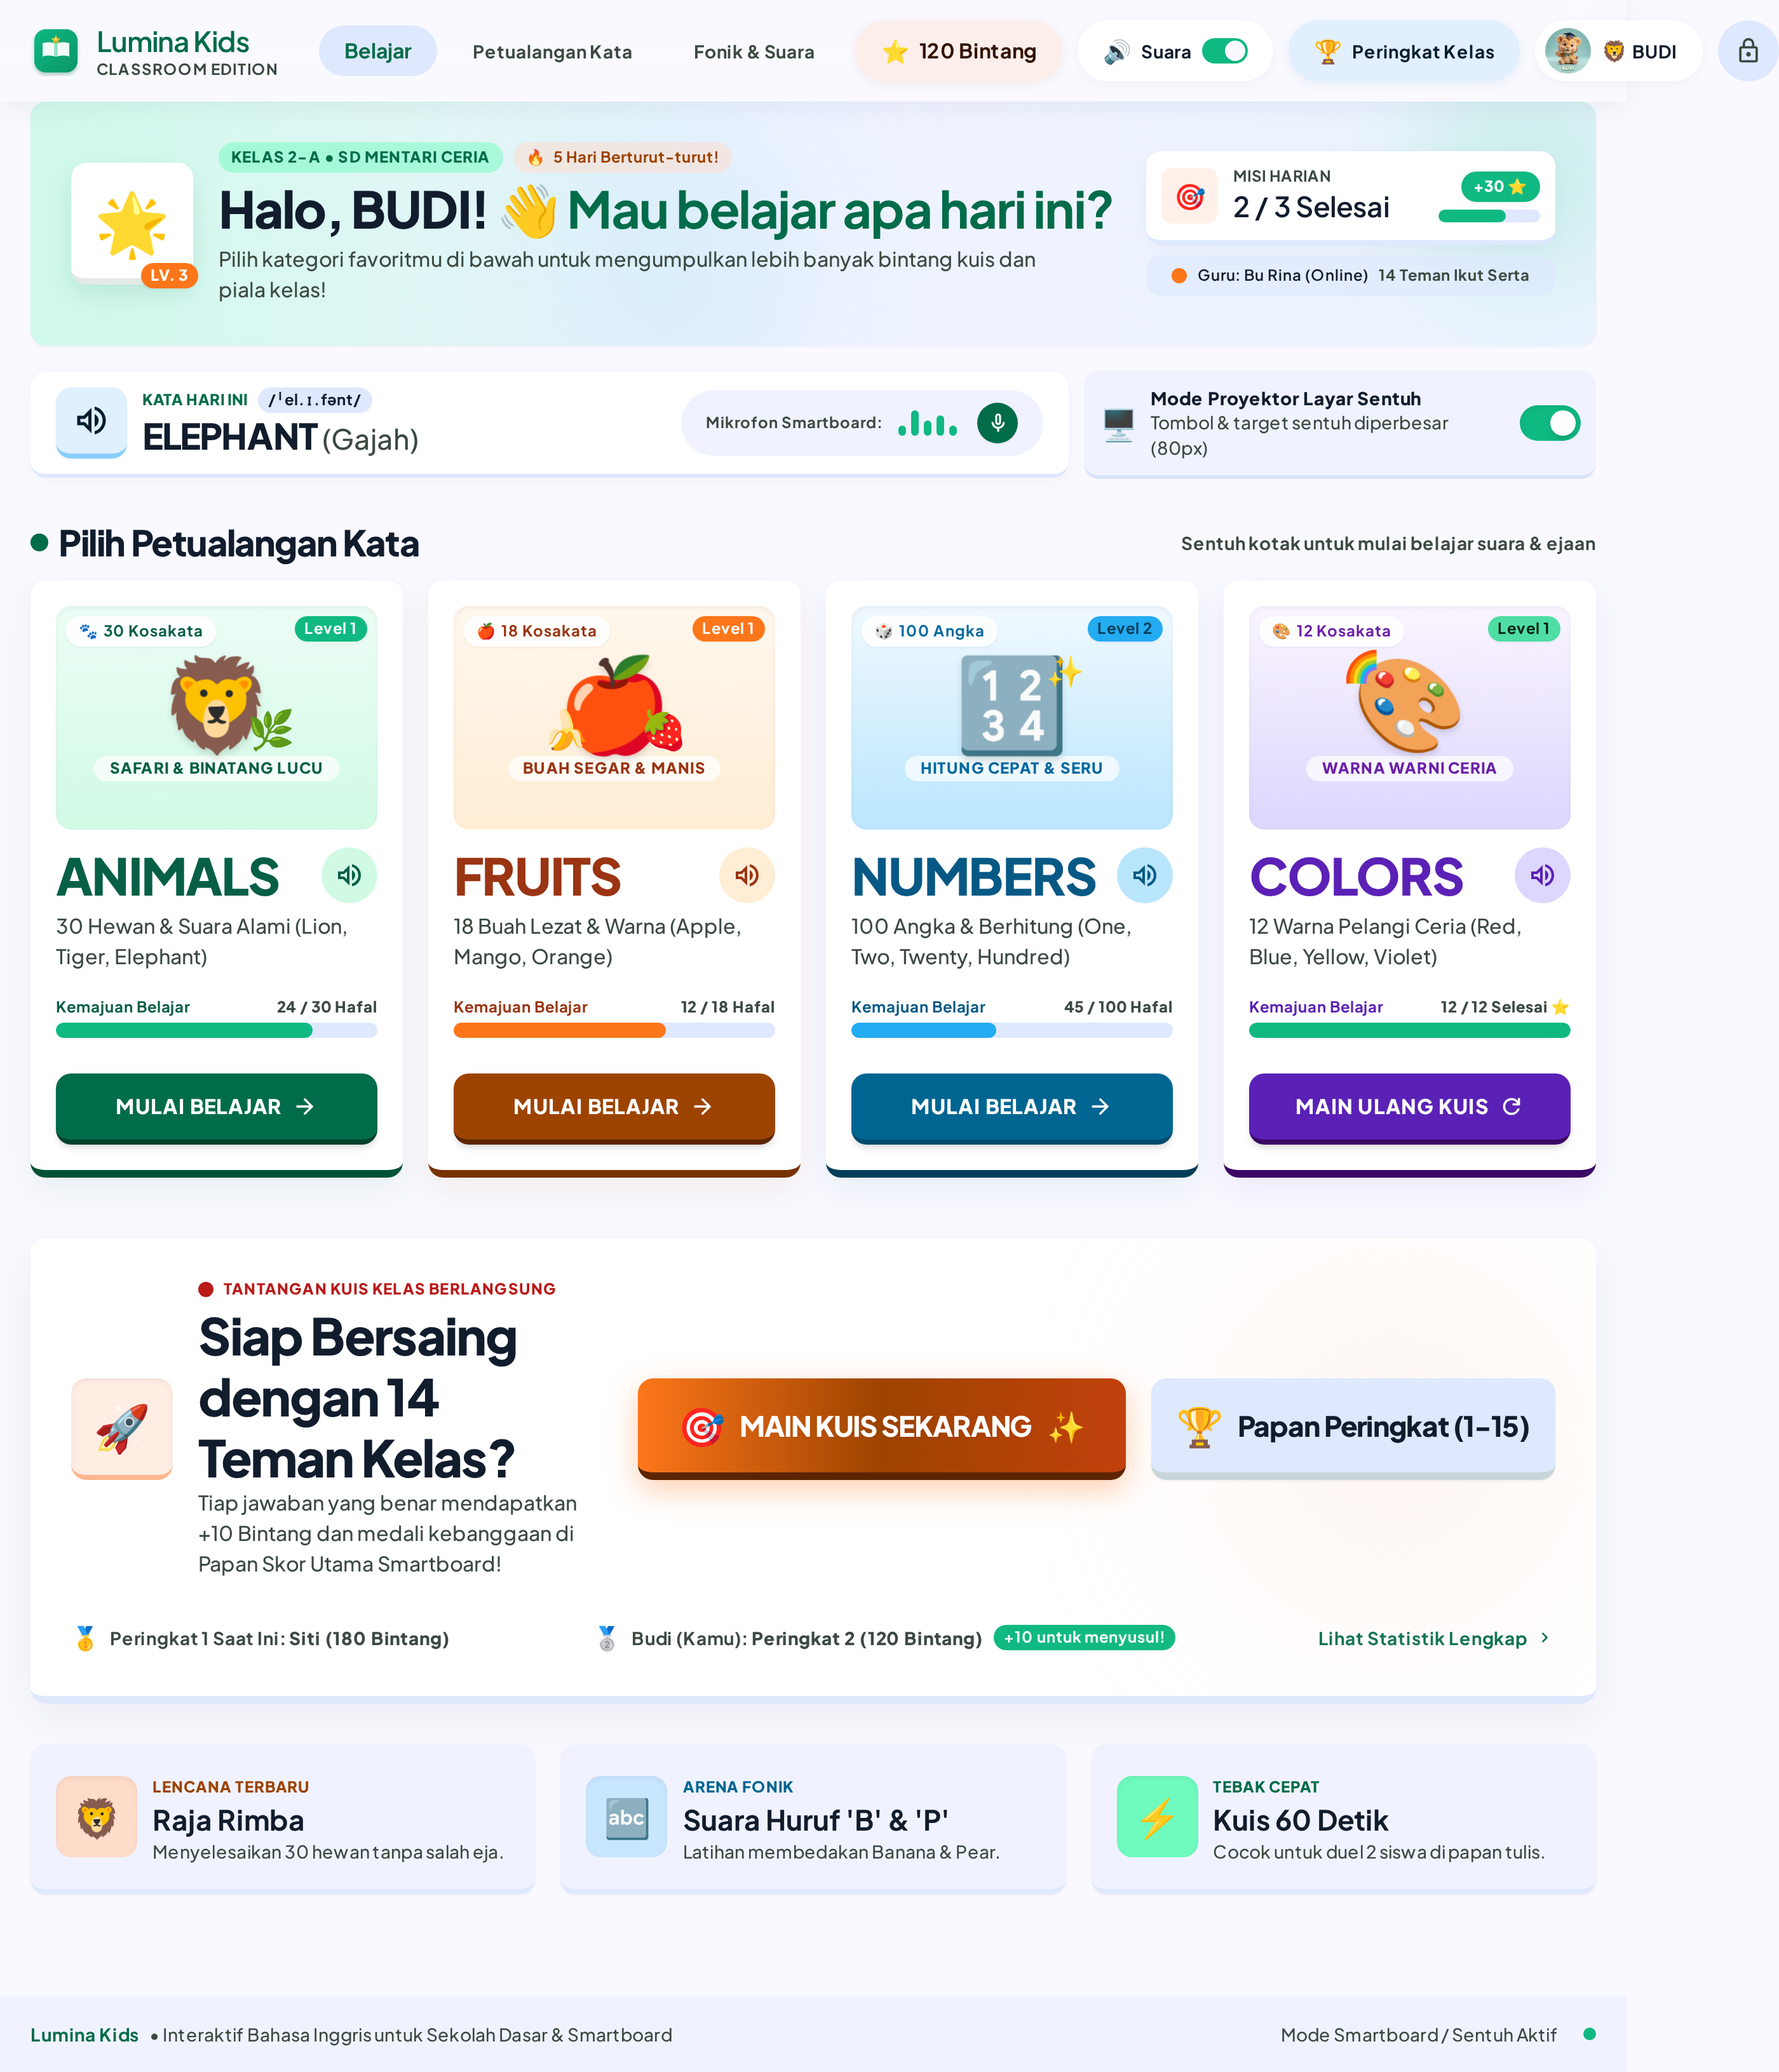 Lumina Kids
CLASSROOM EDITION
Belajar
Petualangan Kata
Fonik & Suara
⭐ 120 Bintang
🔊 Suara
🏆 Peringkat Kelas
🦁 BUDI
KELAS 2-A • SD MENTARI CERIA
🔥 5 Hari Berturut-turut!
Halo, BUDI! 👋 Mau belajar apa hari ini?
Pilih kategori favoritmu di bawah untuk mengumpulkan lebih banyak bintang kuis dan
piala kelas!
LV. 3
MISI HARIAN
2 / 3 Selesai
+30 ⭐
Guru: Bu Rina (Online) 14 Teman Ikut Serta
KATA HARI INI
/ˈel.ɪ.fənt/
ELEPHANT (Gajah)
Mikrofon Smartboard:
Mode Proyektor Layar Sentuh
Tombol & target sentuh diperbesar
(80px)
Pilih Petualangan Kata
Sentuh kotak untuk mulai belajar suara & ejaan
🐾 30 Kosakata
Level 1
SAFARI & BINATANG LUCU
ANIMALS
30 Hewan & Suara Alami (Lion,
Tiger, Elephant)
Kemajuan Belajar
24 / 30 Hafal
MULAI BELAJAR →
🍎 18 Kosakata
Level 1
BUAH SEGAR & MANIS
FRUITS
18 Buah Lezat & Warna (Apple,
Mango, Orange)
Kemajuan Belajar
12 / 18 Hafal
MULAI BELAJAR →
🎲 100 Angka
Level 2
1 2
3 4
HITUNG CEPAT & SERU
NUMBERS
100 Angka & Berhitung (One,
Two, Twenty, Hundred)
Kemajuan Belajar
45 / 100 Hafal
MULAI BELAJAR →
🎨 12 Kosakata
Level 1
WARNA WARNI CERIA
COLORS
12 Warna Pelangi Ceria (Red,
Blue, Yellow, Violet)
Kemajuan Belajar
12 / 12 Selesai ⭐
MAIN ULANG KUIS
TANTANGAN KUIS KELAS BERLANGSUNG
Siap Bersaing
dengan 14
Teman Kelas?
Tiap jawaban yang benar mendapatkan
+10 Bintang dan medali kebanggaan di
Papan Skor Utama Smartboard!
🎯 MAIN KUIS SEKARANG ✨
🏆 Papan Peringkat (1-15)
🥇 Peringkat 1 Saat Ini: Siti (180 Bintang)
🥈 Budi (Kamu): Peringkat 2 (120 Bintang)
+10 untuk menyusul!
Lihat Statistik Lengkap
LENCANA TERBARU
Raja Rimba
Menyelesaikan 30 hewan tanpa salah eja.
abc
ARENA FONIK
Suara Huruf 'B' & 'P'
Latihan membedakan Banana & Pear.
TEBAK CEPAT
Kuis 60 Detik
Cocok untuk duel 2 siswa di papan tulis.
Lumina Kids • Interaktif Bahasa Inggris untuk Sekolah Dasar & Smartboard
Mode Smartboard / Sentuh Aktif